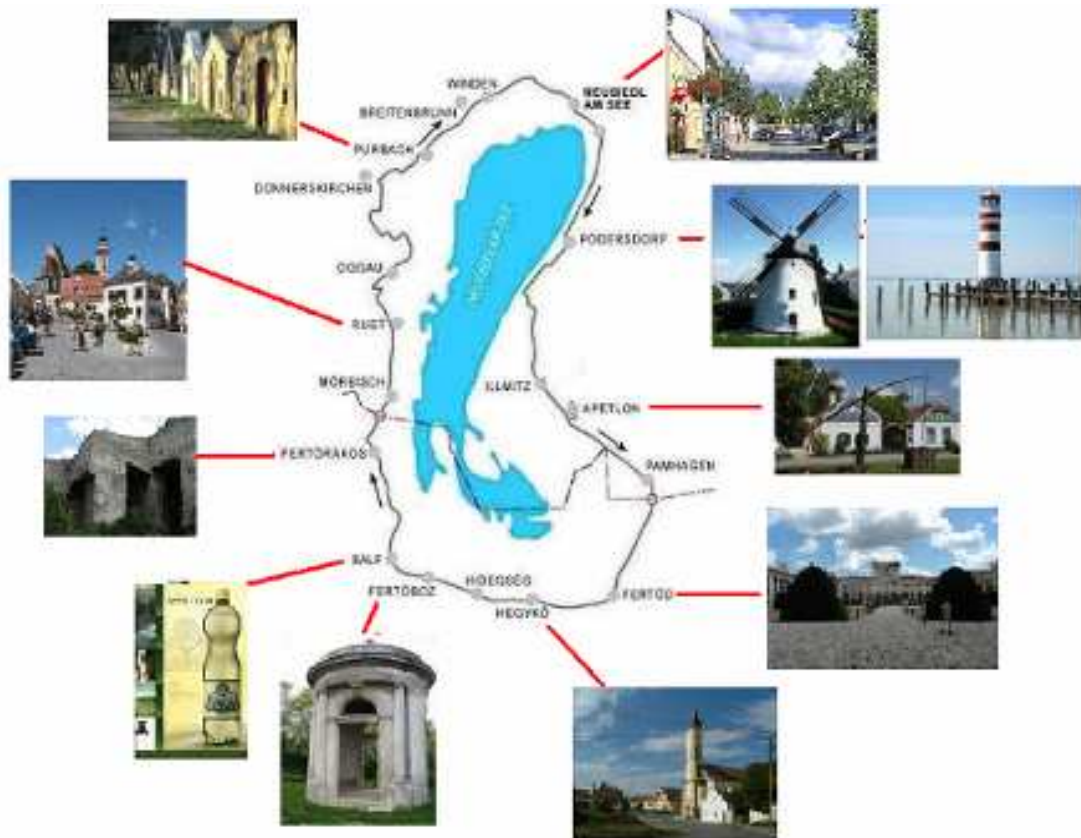 WINDEN
NEUSIEDL
AM SEE
BREITENBRUNN
PURBACH
DONNERSKIRCHEN
PODERSDORF
OGGAU
RUST
MÖRBISCH
ILLMITZ
APETLON
FERTŐRÁKOS
PAMHAGEN
BALF
FERTŐBOZ
HIDEGSÉG
HEGYKŐ
FERTŐD